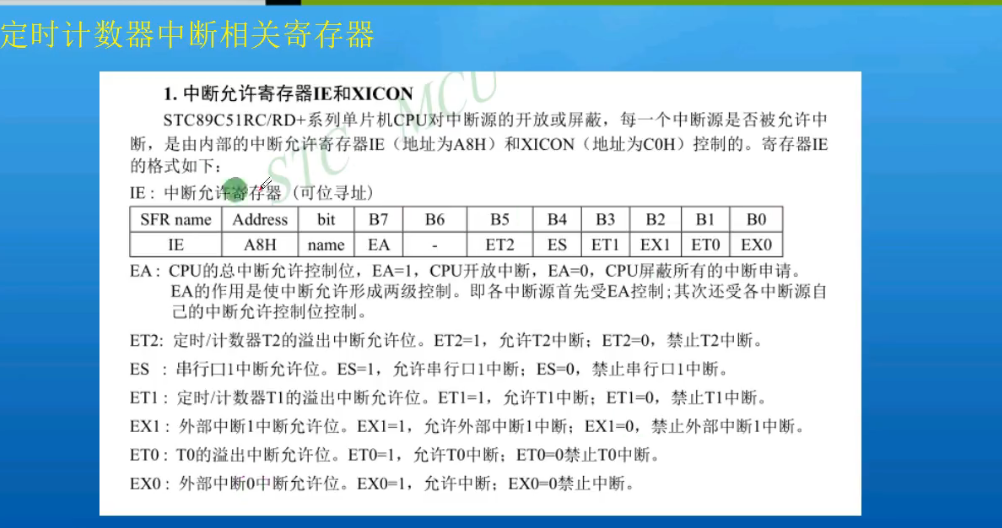 定时计数器中断相关寄存器
1. 中断允许寄存器IE和XICON
STC89C51RC/RD+系列单片机CPU对中断源的开放或屏蔽，每一个中断源是否被允许中
断，是由内部的中断允许寄存器IE（地址为A8H）和XICON（地址为C0H）控制的。寄存器IE
的格式如下：
IE：中断允许寄存器（可位寻址）
SFR name Address bit B7 B6 B5 B4 B3 B2 B1 B0
IE A8H name EA - ET2 ES ET1 EX1 ET0 EX0
EA：CPU的总中断允许控制位，EA=1，CPU开放中断，EA=0，CPU屏蔽所有的中断申请。
EA的作用是使中断允许形成两级控制。即各中断源首先受EA控制;其次还受各中断源自
己的中断允许控制位控制。
ET2: 定时/计数器T2的溢出中断允许位。ET2=1，允许T2中断；ET2=0，禁止T2中断。
ES ：串行口1中断允许位。ES=1，允许串行口1中断；ES=0，禁止串行口1中断。
ET1：定时/计数器T1的溢出中断允许位。ET1=1，允许T1中断；ET1=0，禁止T1中断。
EX1：外部中断1中断允许位。EX1=1，允许外部中断1中断；EX1=0，禁止外部中断1中断。
ET0：T0的溢出中断允许位。ET0=1，允许T0中断；ET0=0禁止T0中断。
EX0：外部中断0中断允许位。EX0=1，允许中断；EX0=0禁止中断。
STC MCU